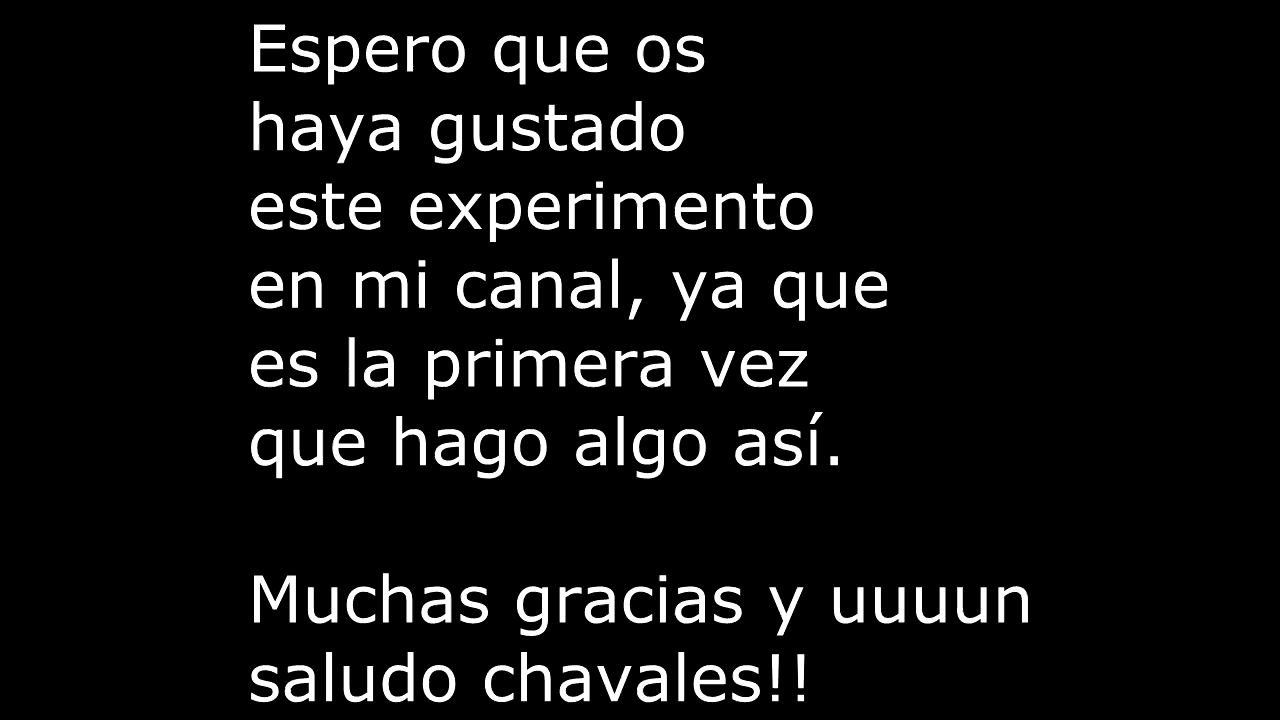 Espero que os
haya gustado
este experimento
en mi canal, ya que
es la primera vez
que hago algo así.
Muchas gracias y uuuun
saludo chavales!!